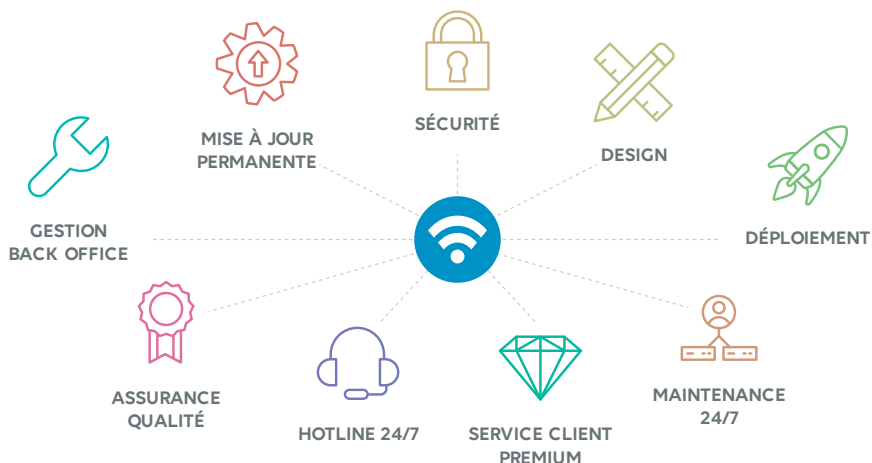 SÉCURITÉ
MISE À JOUR
PERMANENTE
DESIGN
GESTION
BACK OFFICE
DÉPLOIEMENT
ASSURANCE
QUALITÉ
HOTLINE 24/7
SERVICE CLIENT
PREMIUM
MAINTENANCE
24/7